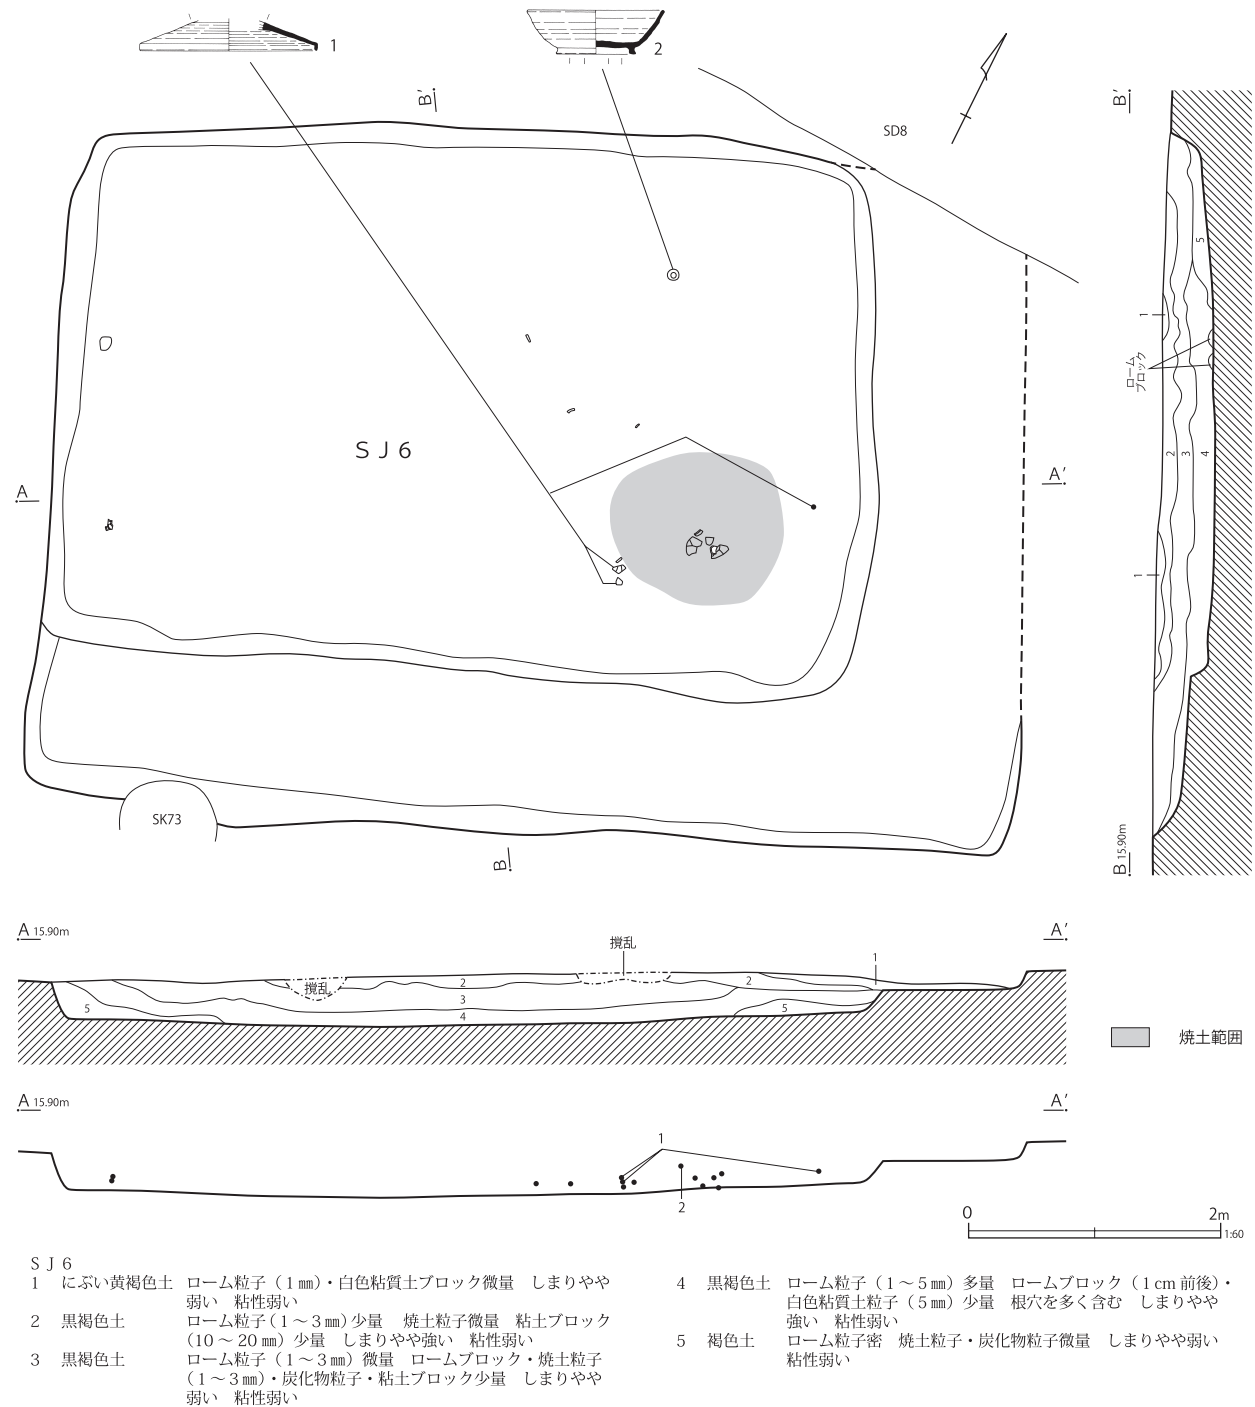 1
2
B′
B′
SD8
5
1
ローム
ブロック
SJ6
A
A′
2
3
4
1
SK73
B
B 15.90m
A 15.90m
A′
撹乱
1
2
撹乱
2
3
5
4
5
焼土範囲
A 15.90m
A′
1
2
0
2m
1:60
SJ6
1 にぶい黄褐色土 ローム粒子（1㎜）・白色粘質土ブロック微量 しまりやや
弱い 粘性弱い
2 黒褐色土 ローム粒子（1～3㎜）少量 焼土粒子微量 粘土ブロック
（10～20㎜）少量 しまりやや強い 粘性弱い
3 黒褐色土 ローム粒子（1～3㎜）微量 ロームブロック・焼土粒子
（1～3㎜）・炭化物粒子・粘土ブロック少量 しまりやや
弱い 粘性弱い
4 黒褐色土 ローム粒子（1～5㎜）多量 ロームブロック（1cm前後）・
白色粘質土粒子（5㎜）少量 根穴を多く含む しまりやや
強い 粘性弱い
5 褐色土 ローム粒子密 焼土粒子・炭化物粒子微量 しまりやや弱い
粘性弱い